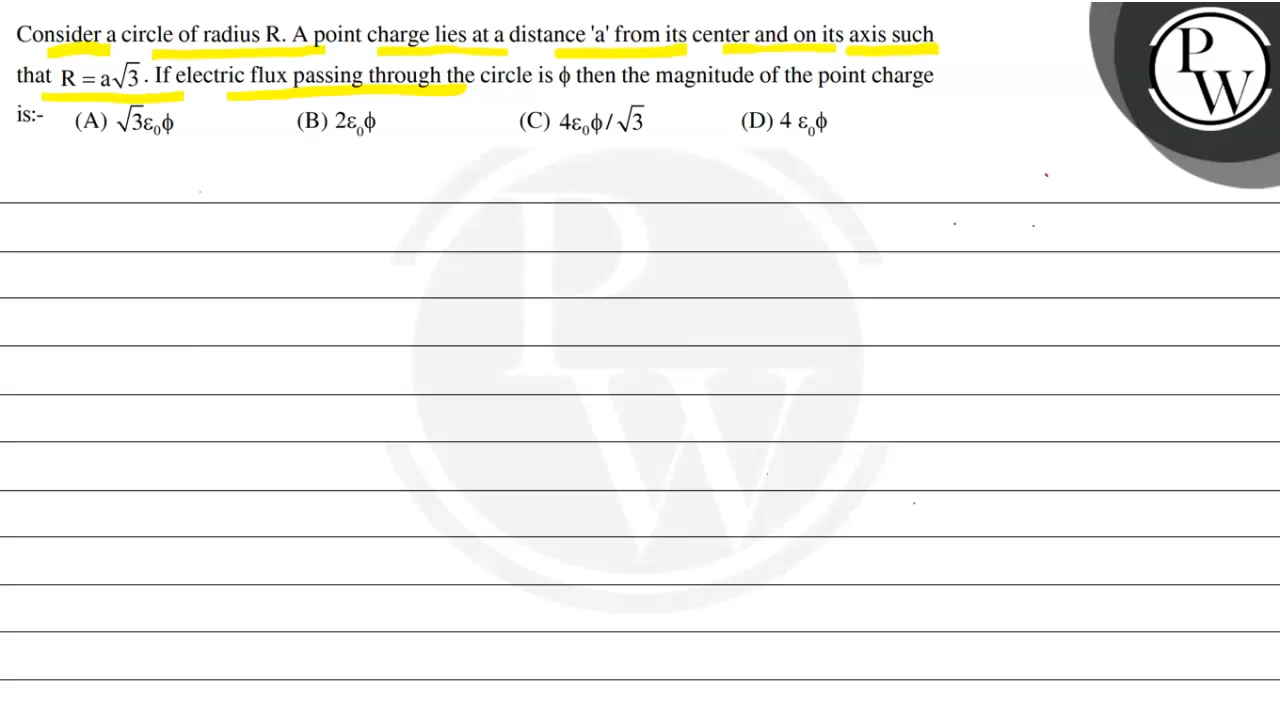 Consider a circle of radius R. A point charge lies at a distance 'a' from its center and on its axis such
that R = a√3. If electric flux passing through the circle is ϕ then the magnitude of the point charge
is:- (A) √3ε₀ϕ (B) 2ε₀ϕ (C) 4ε₀ϕ/√3 (D) 4 ε₀ϕ
P
W
P
W